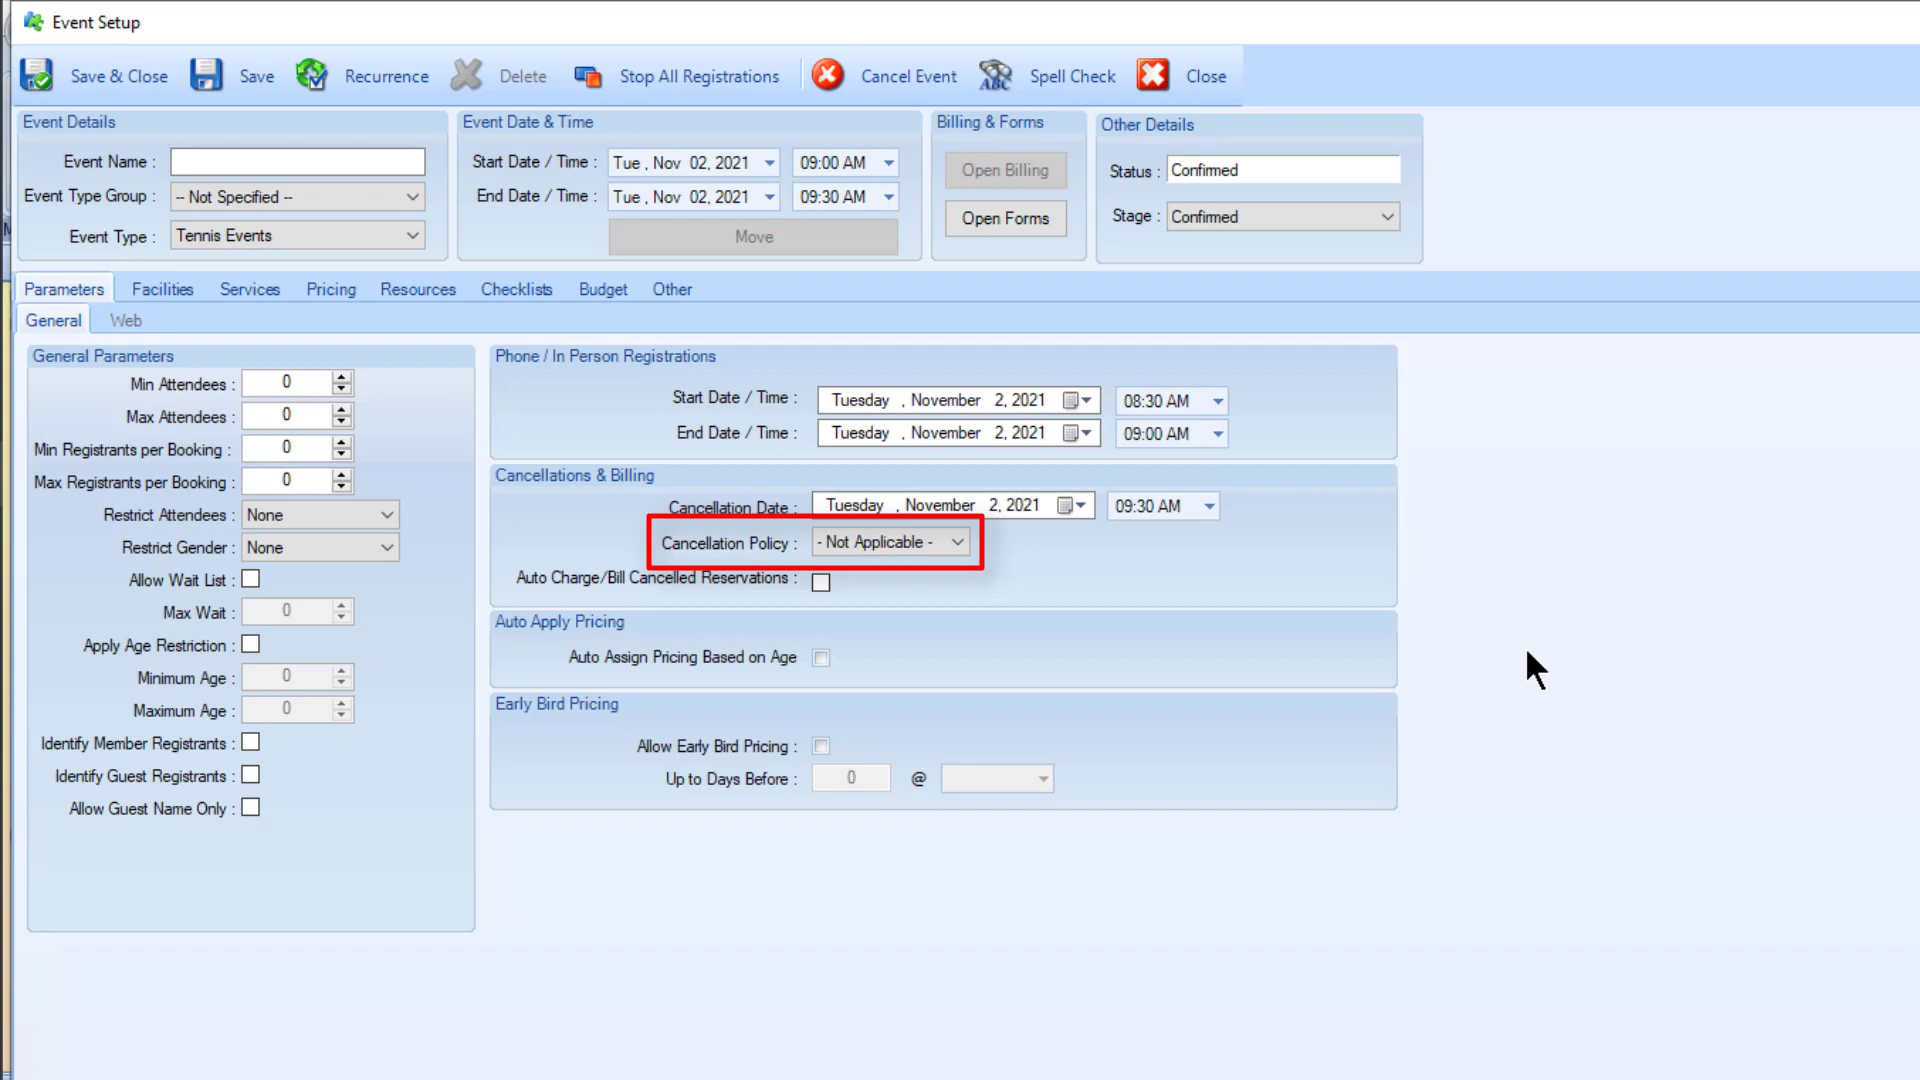 Event Setup
Save & Close Save Recurrence Delete Stop All Registrations Cancel Event ABC Spell Check Close
Event Details
Event Name :
Event Type Group : -- Not Specified --
Event Type : Tennis Events
Event Date & Time
Start Date / Time : Tue , Nov 02, 2021 09:00 AM
End Date / Time : Tue , Nov 02, 2021 09:30 AM
Move
Billing & Forms
Open Billing
Open Forms
Other Details
Status : Confirmed
Stage : Confirmed
Parameters Facilities Services Pricing Resources Checklists Budget Other
General Web
General Parameters
Min Attendees : 0
Max Attendees : 0
Min Registrants per Booking : 0
Max Registrants per Booking : 0
Restrict Attendees : None
Restrict Gender : None
Allow Wait List :
Max Wait : 0
Apply Age Restriction :
Minimum Age : 0
Maximum Age : 0
Identify Member Registrants :
Identify Guest Registrants :
Allow Guest Name Only :
Phone / In Person Registrations
Start Date / Time : Tuesday , November 2, 2021 08:30 AM
End Date / Time : Tuesday , November 2, 2021 09:00 AM
Cancellations & Billing
Cancellation Date : Tuesday , November 2, 2021 09:30 AM
Cancellation Policy : - Not Applicable -
Auto Charge/Bill Cancelled Reservations :
Auto Apply Pricing
Auto Assign Pricing Based on Age
Early Bird Pricing
Allow Early Bird Pricing :
Up to Days Before : 0 @